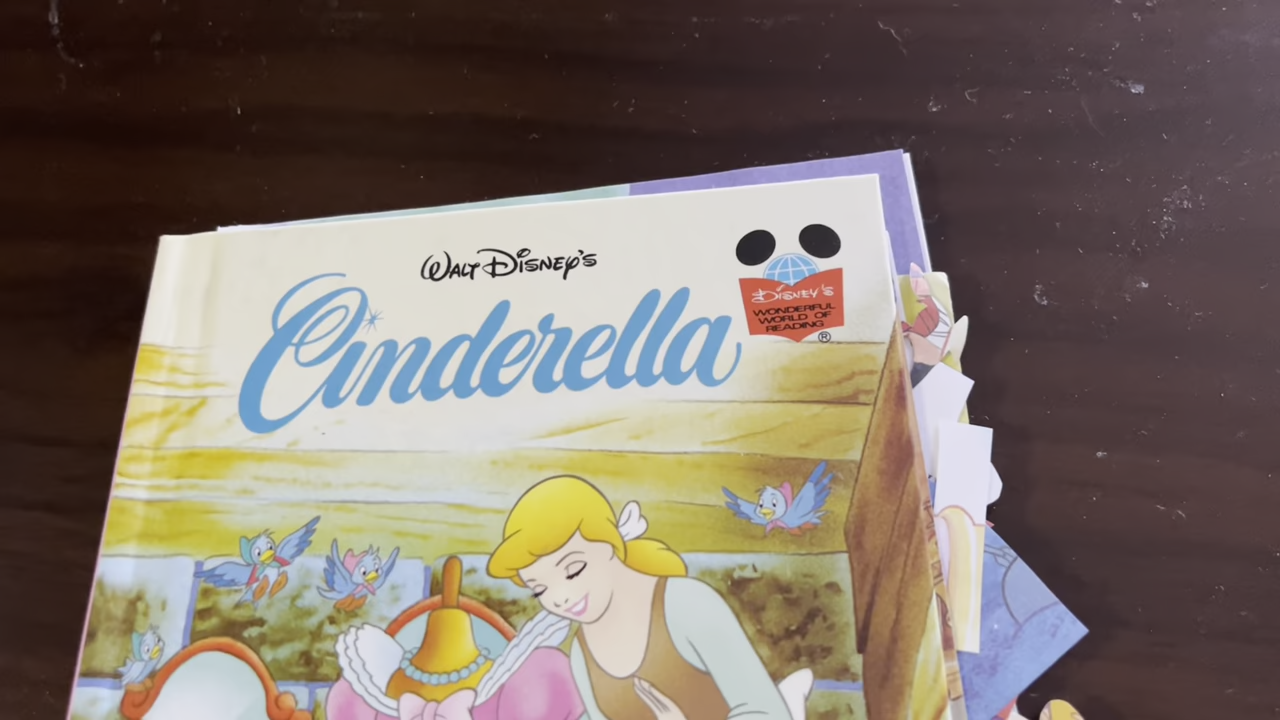 WALT DISNEY'S
Cinderella
DISNEY'S
WONDERFUL
WORLD OF
READING
®